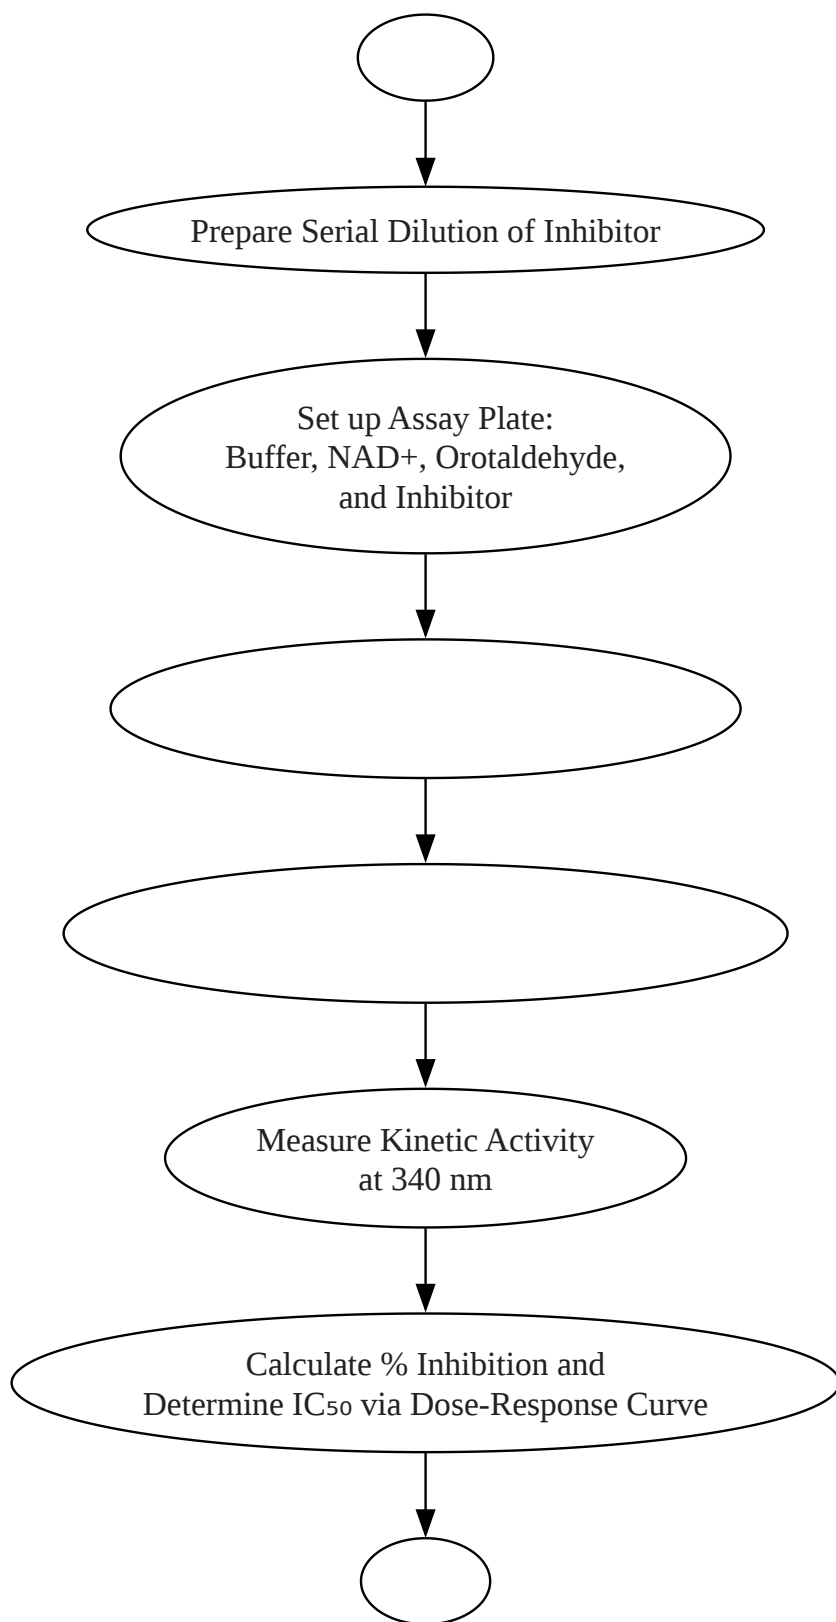 Prepare Serial Dilution of Inhibitor
Set up Assay Plate:
Buffer, NAD+, Orotaldehyde,
and Inhibitor
Measure Kinetic Activity
at 340 nm
Calculate % Inhibition and
Determine IC₅₀ via Dose-Response Curve